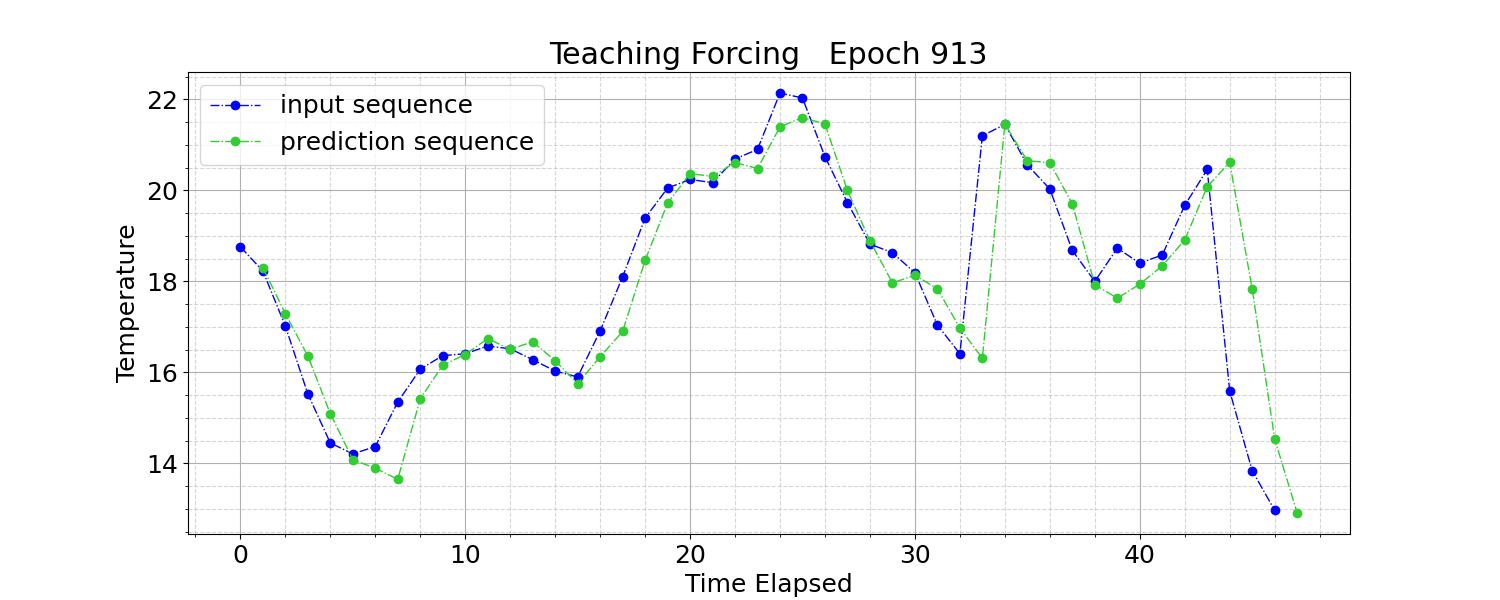 Teaching Forcing   Epoch 913
input sequence
prediction sequence
Temperature
22
20
18
16
14
0 10 20 30 40
Time Elapsed